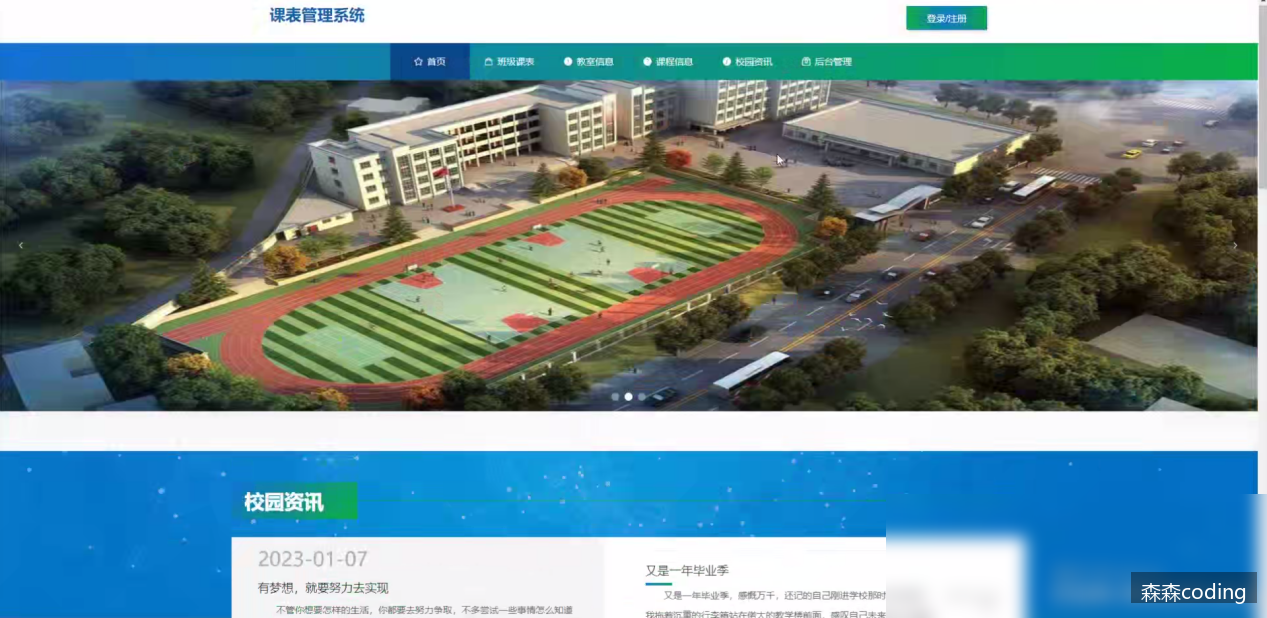 课表管理系统
登录/注册
首页 班级课表 教室信息 课程信息 校园资讯 后台管理
校园资讯
2023-01-07
有梦想，就要努力去实现
不管你想要怎样的生活，你都要去努力争取，不多尝试一些事情怎么知道
又是一年毕业季
又是一年毕业季，感慨万千，还记的自己刚进学校那时
我拖着沉重的行李箱站在偌大的教学楼前面，感叹自己未来
森森coding